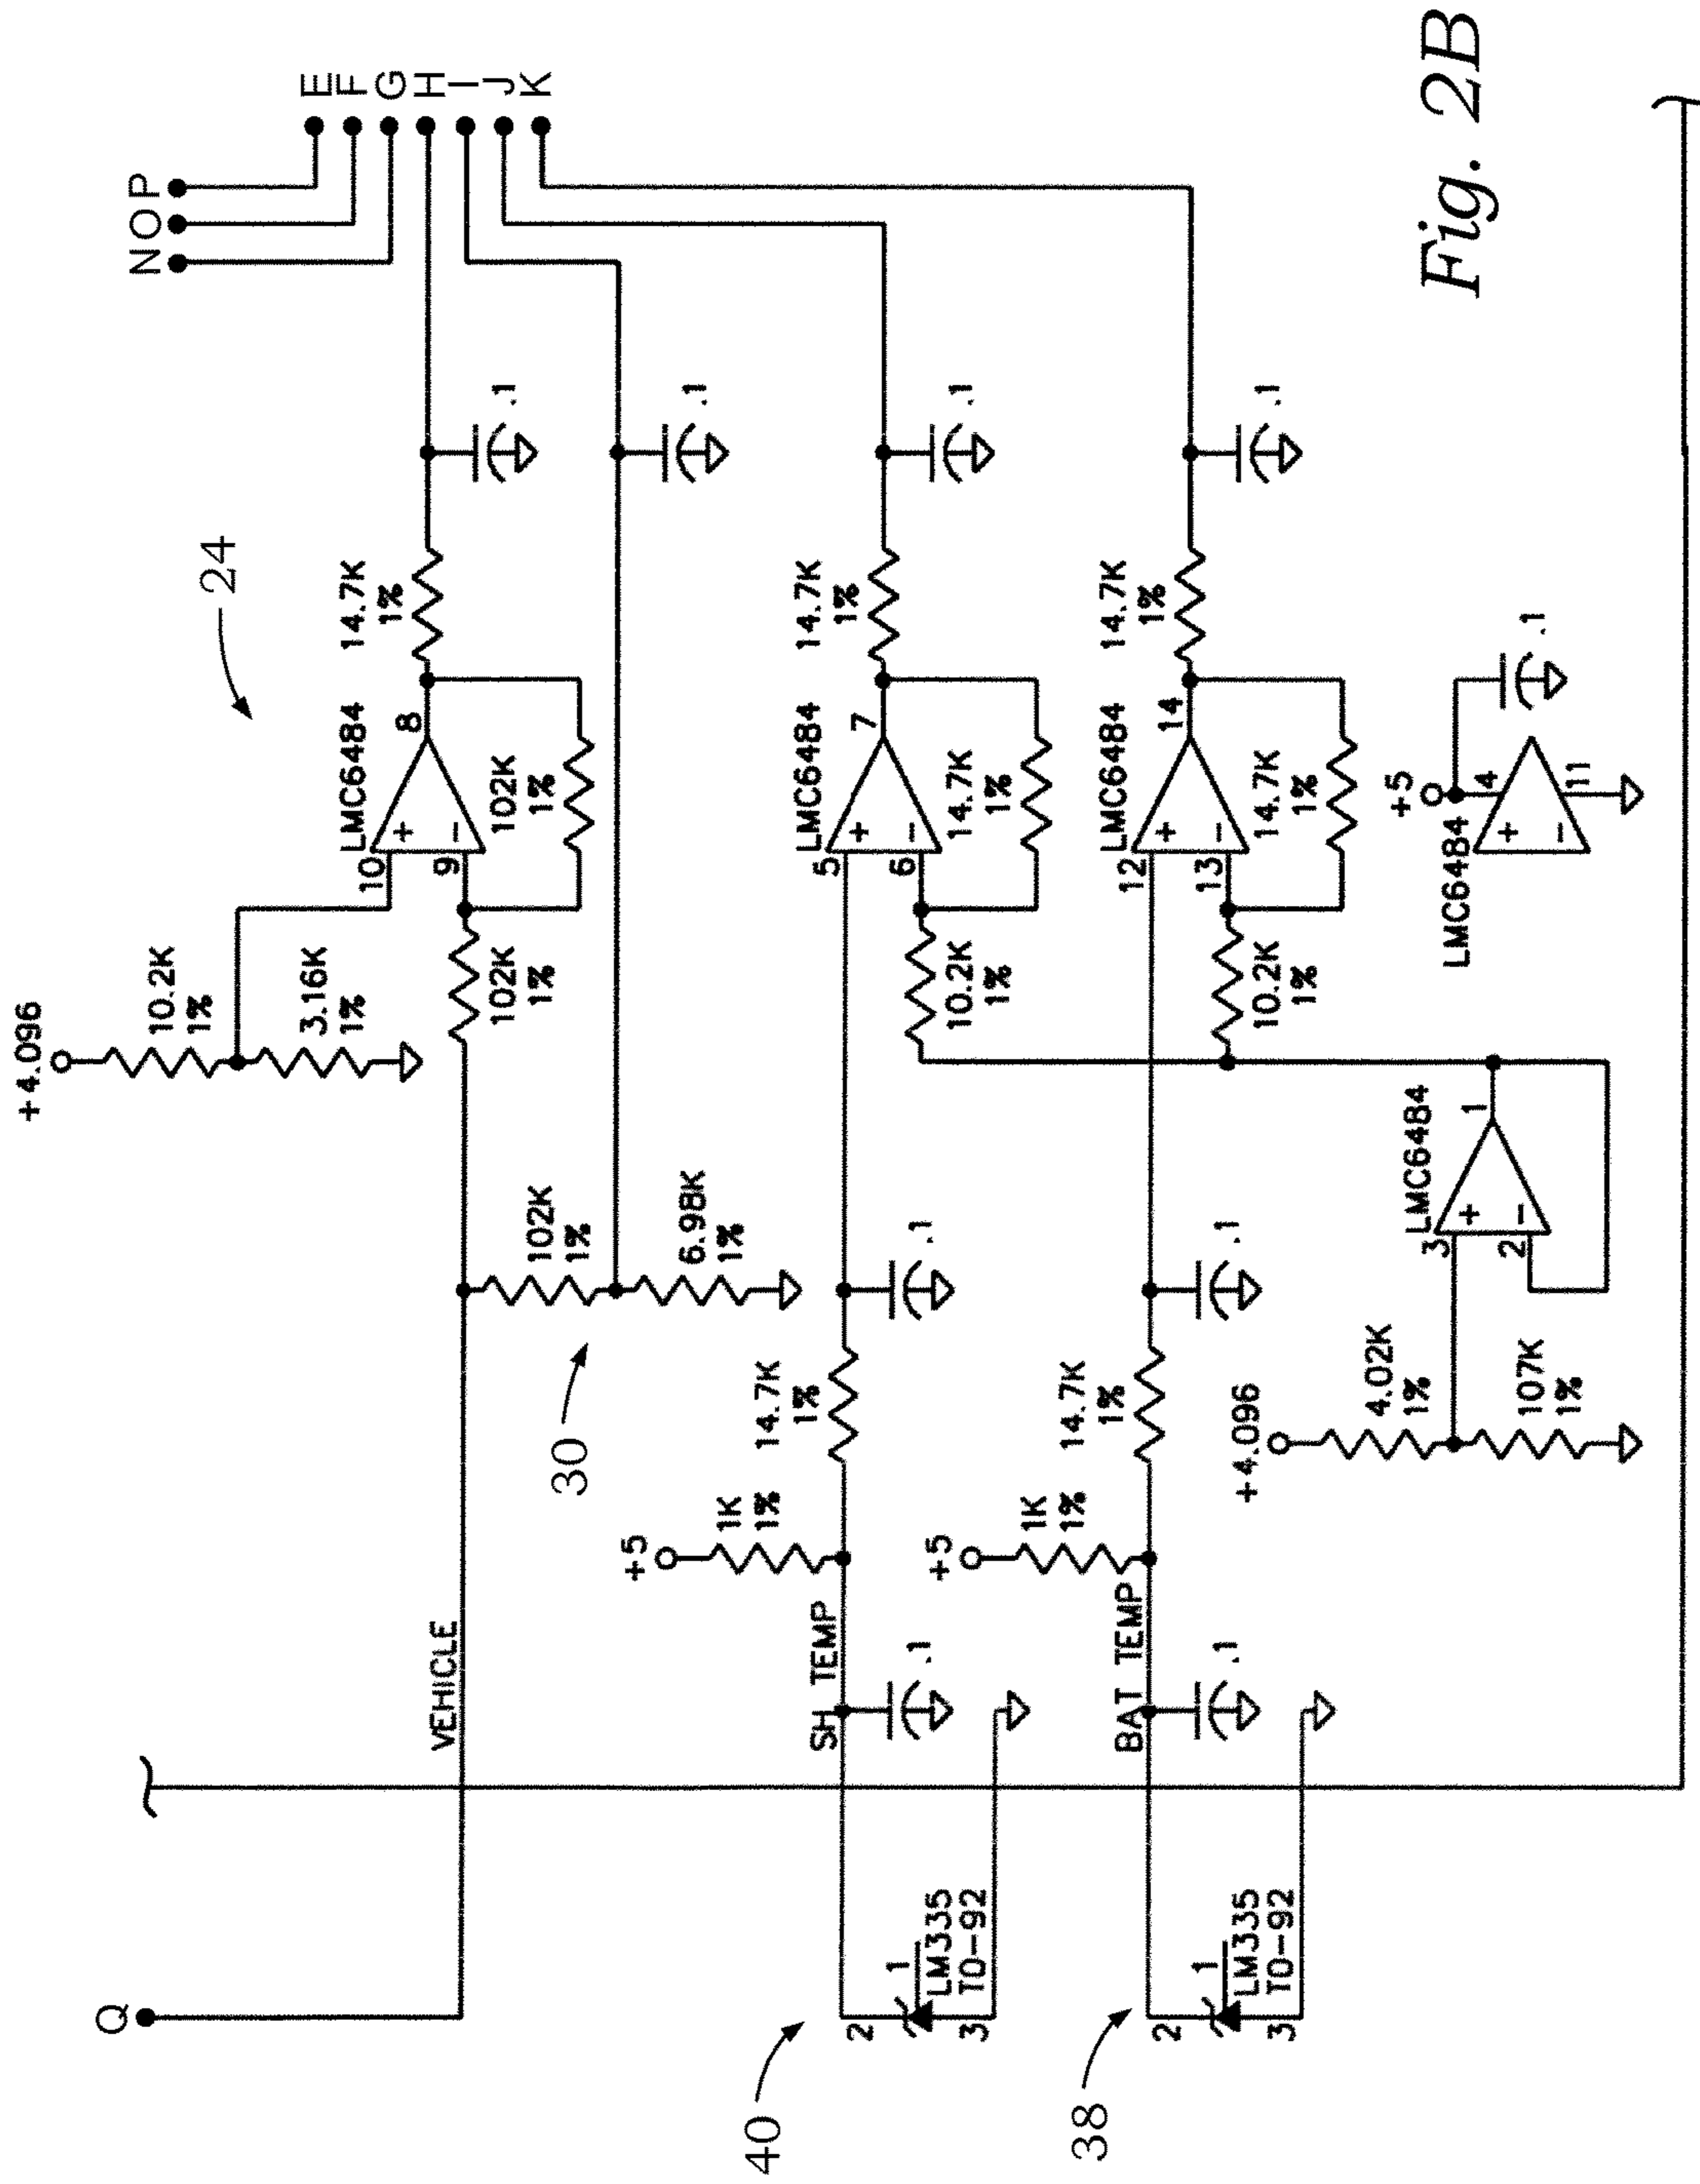 Q
N
O
P
E
F
G
H
I
J
K
+4.096
10.2K
1%
3.16K
1%
24
VEHICLE
102K
1%
10
9
LMC6484
+
-
8
102K
1%
14.7K
1%
.1
30
102K
1%
6.98K
1%
.1
40
2
1
3
LM335
TO-92
SH TEMP
.1
+5
1K
1%
14.7K
1%
.1
5
6
LMC6484
+
-
7
10.2K
1%
14.7K
1%
14.7K
1%
.1
38
2
1
3
LM335
TO-92
BAT TEMP
.1
+5
1K
1%
14.7K
1%
.1
12
13
LMC6484
+
-
14
10.2K
1%
14.7K
1%
14.7K
1%
.1
+4.096
4.02K
1%
107K
1%
3
2
LMC6484
+
-
1
LMC6484
+5
4
+
-
11
.1
Fig. 2B